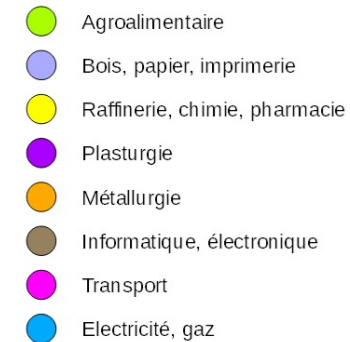 Agroalimentaire
Bois, papier, imprimerie
Raffinerie, chimie, pharmacie
Plasturgie
Métallurgie
Informatique, électronique
Transport
Electricité, gaz